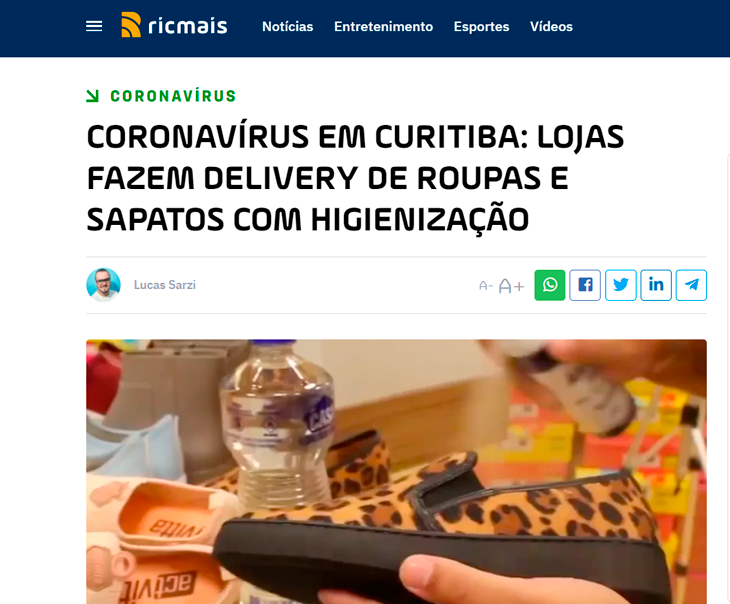 ricmais
Notícias Entretenimento Esportes Vídeos
CORONAVÍRUS
CORONAVÍRUS EM CURITIBA: LOJAS
FAZEM DELIVERY DE ROUPAS E
SAPATOS COM HIGIENIZAÇÃO
Lucas Sarzi
A- A+